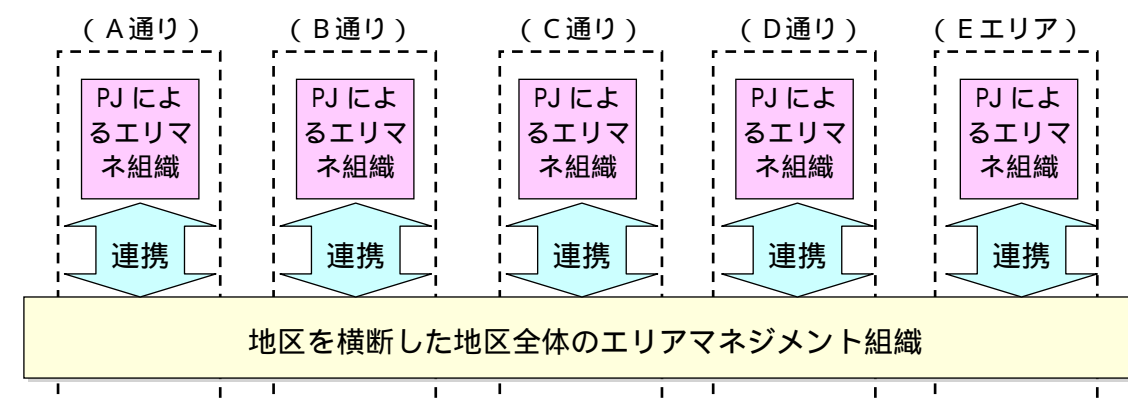 （A通り）
（B通り）
（C通り）
（D通り）
（Eエリア）
PJによ
るエリマ
ネ組織
PJによ
るエリマ
ネ組織
PJによ
るエリマ
ネ組織
PJによ
るエリマ
ネ組織
PJによ
るエリマ
ネ組織
連携
連携
連携
連携
連携
地区を横断した地区全体のエリアマネジメント組織